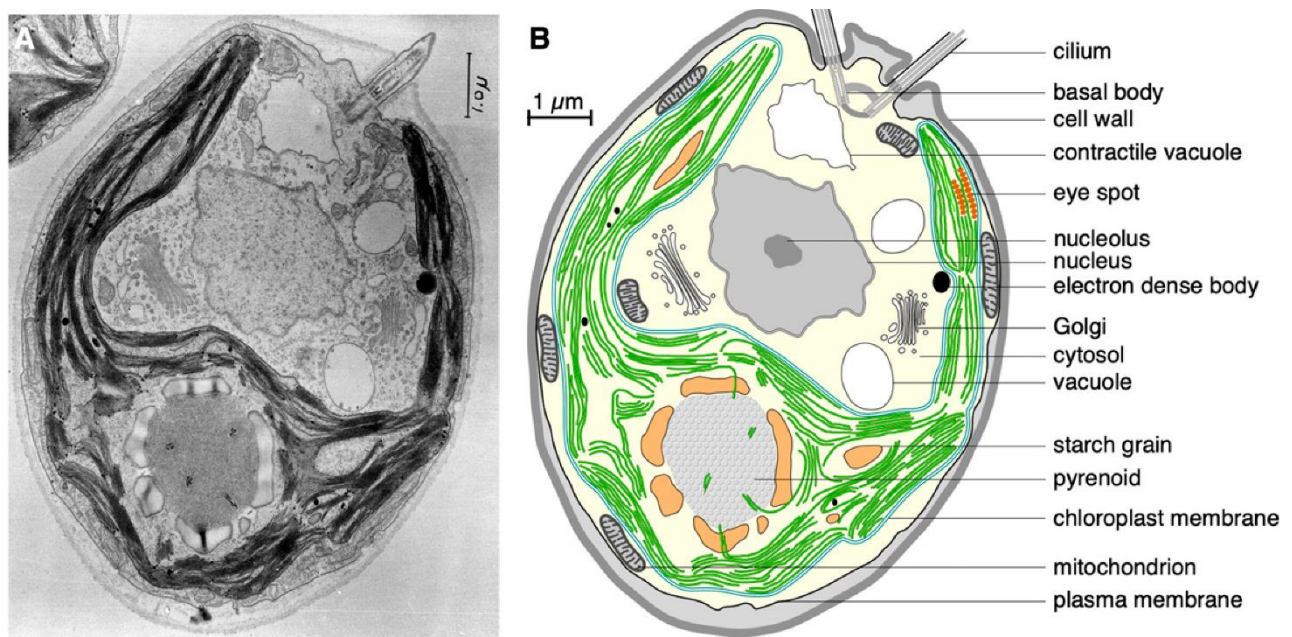 A
1.0μ
B
1 µm
cilium
basal body
cell wall
contractile vacuole
eye spot
nucleolus
nucleus
electron dense body
Golgi
cytosol
vacuole
starch grain
pyrenoid
chloroplast membrane
mitochondrion
plasma membrane